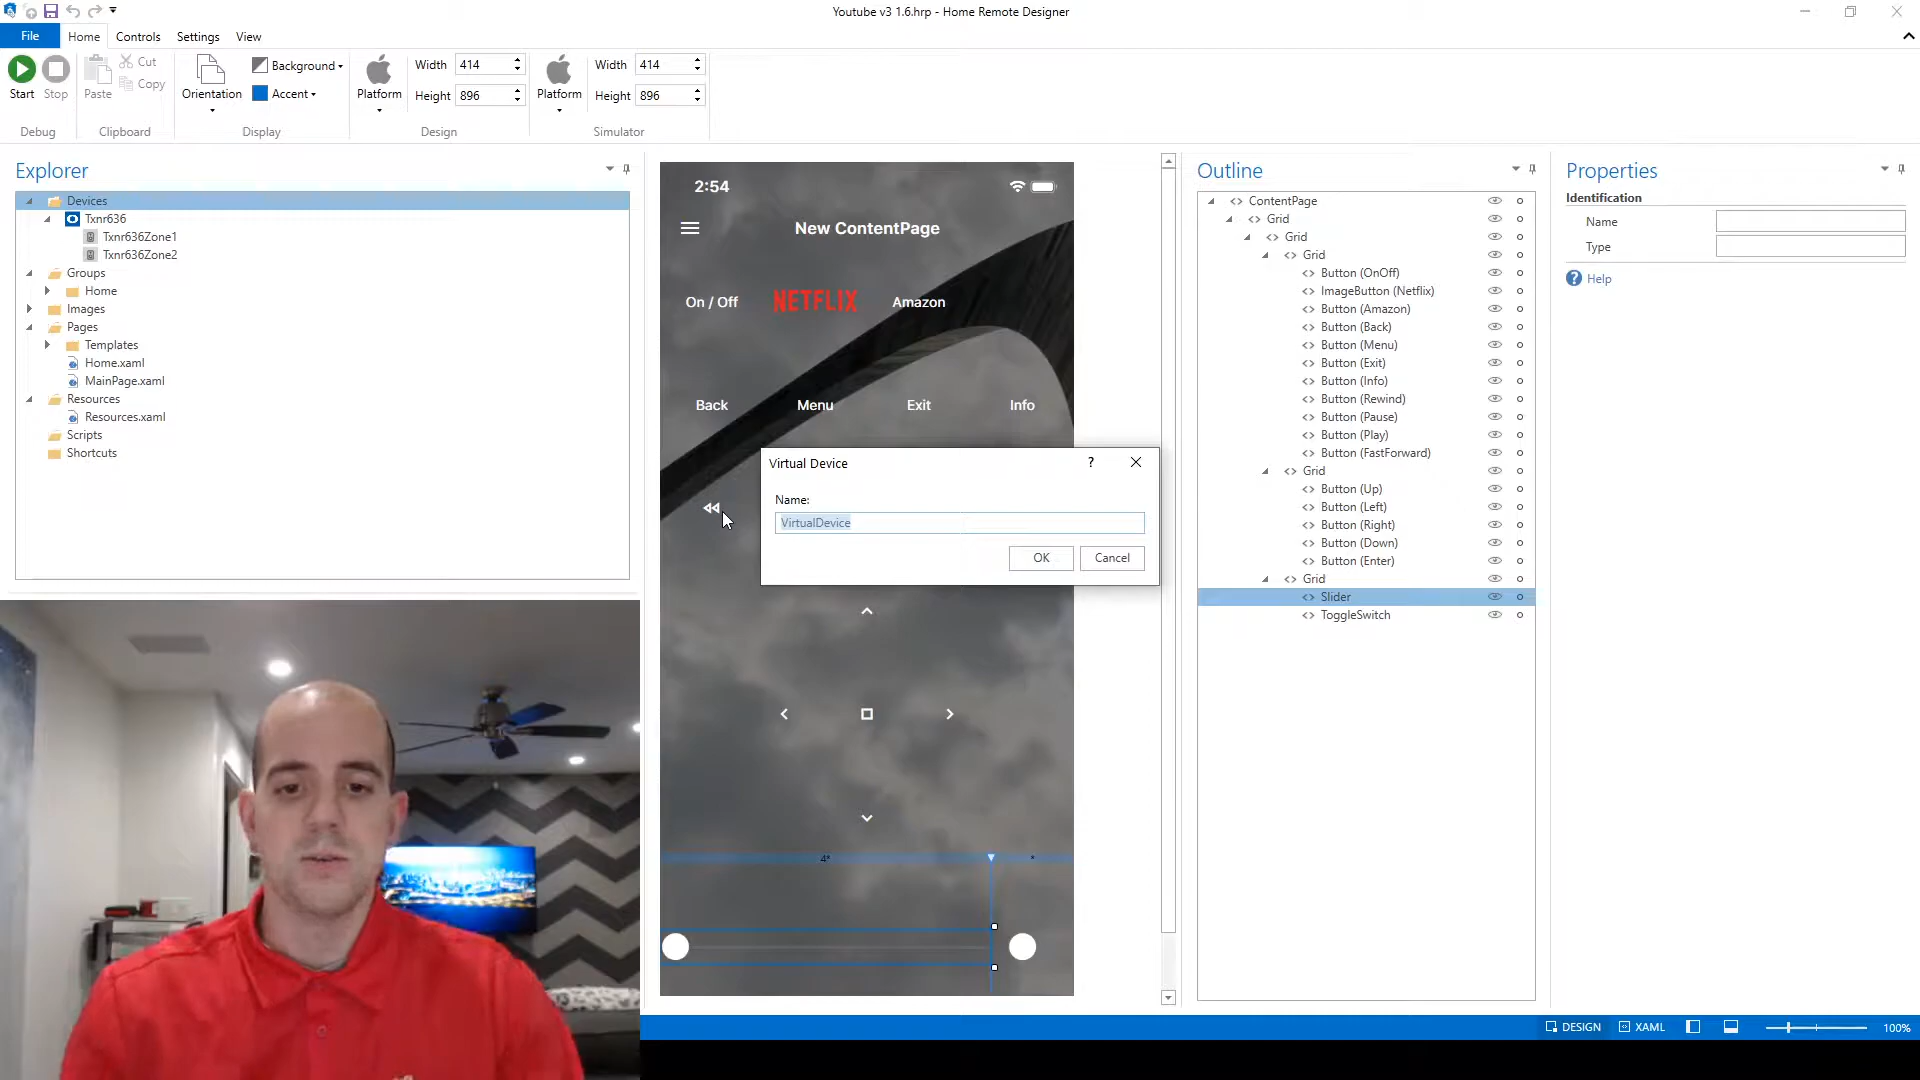 Youtube v3 1.6.hrp - Home Remote Designer
File
Home
Controls
Settings
View
Start
Stop
Debug
Paste
Cut
Copy
Clipboard
Orientation
Background
Accent
Display
Platform
Width 414
Height 896
Design
Platform
Width 414
Height 896
Simulator
Explorer
Devices
Txnr636
Txnr636Zone1
Txnr636Zone2
Groups
Home
Images
Pages
Templates
Home.xaml
MainPage.xaml
Resources
Resources.xaml
Scripts
Shortcuts
2:54
New ContentPage
On / Off
NETFLIX
Amazon
Back
Menu
Exit
Info
Virtual Device
?
Name:
VirtualDevice
OK
Cancel
4*
*
Outline
ContentPage
Grid
Grid
Grid
Button (OnOff)
ImageButton (Netflix)
Button (Amazon)
Button (Back)
Button (Menu)
Button (Exit)
Button (Info)
Button (Rewind)
Button (Pause)
Button (Play)
Button (FastForward)
Grid
Button (Up)
Button (Left)
Button (Right)
Button (Down)
Button (Enter)
Grid
Slider
ToggleSwitch
Properties
Identification
Name
Type
? Help
DESIGN
XAML
100%